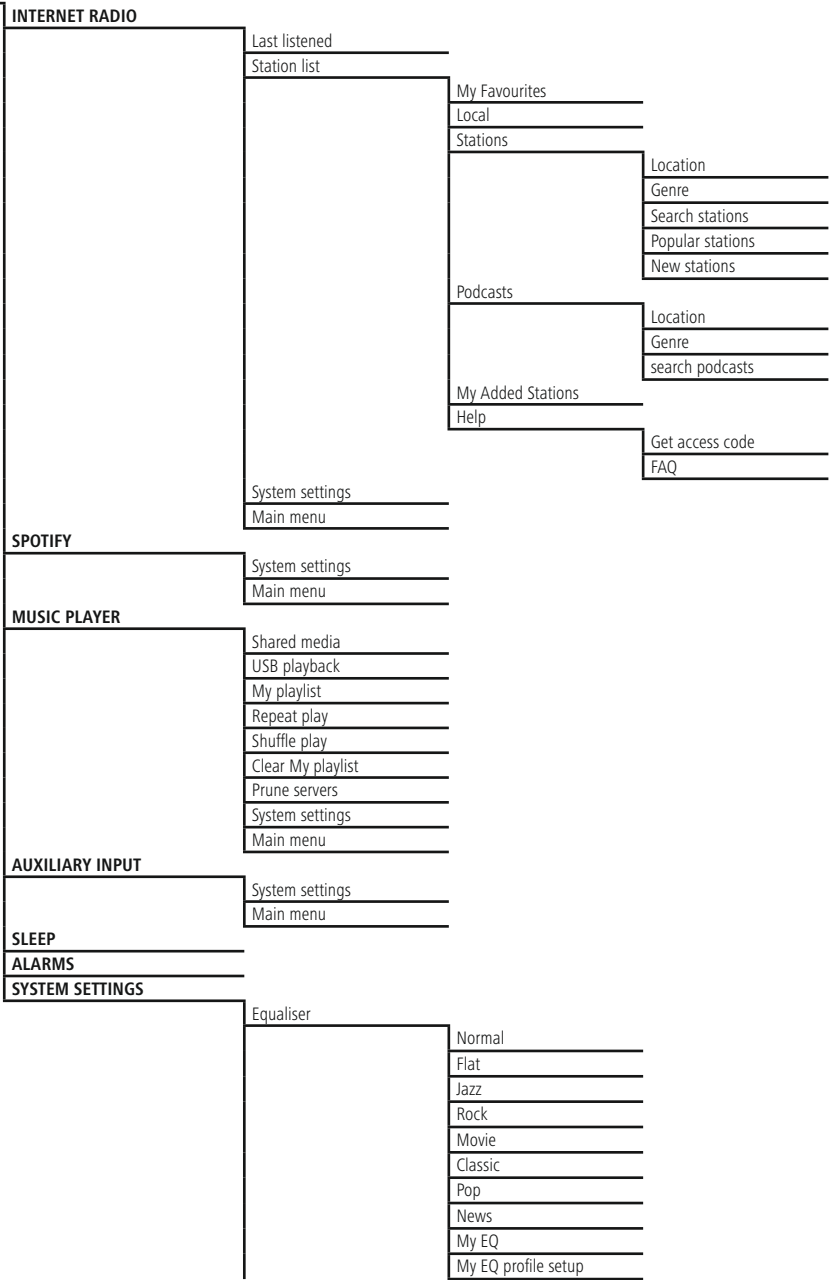 INTERNET RADIO
Last listened
Station list
My Favourites
Local
Stations
Location
Genre
Search stations
Popular stations
New stations
Podcasts
Location
Genre
search podcasts
My Added Stations
Help
Get access code
FAQ
System settings
Main menu
SPOTIFY
System settings
Main menu
MUSIC PLAYER
Shared media
USB playback
My playlist
Repeat play
Shuffle play
Clear My playlist
Prune servers
System settings
Main menu
AUXILIARY INPUT
System settings
Main menu
SLEEP
ALARMS
SYSTEM SETTINGS
Equaliser
Normal
Flat
Jazz
Rock
Movie
Classic
Pop
News
My EQ
My EQ profile setup